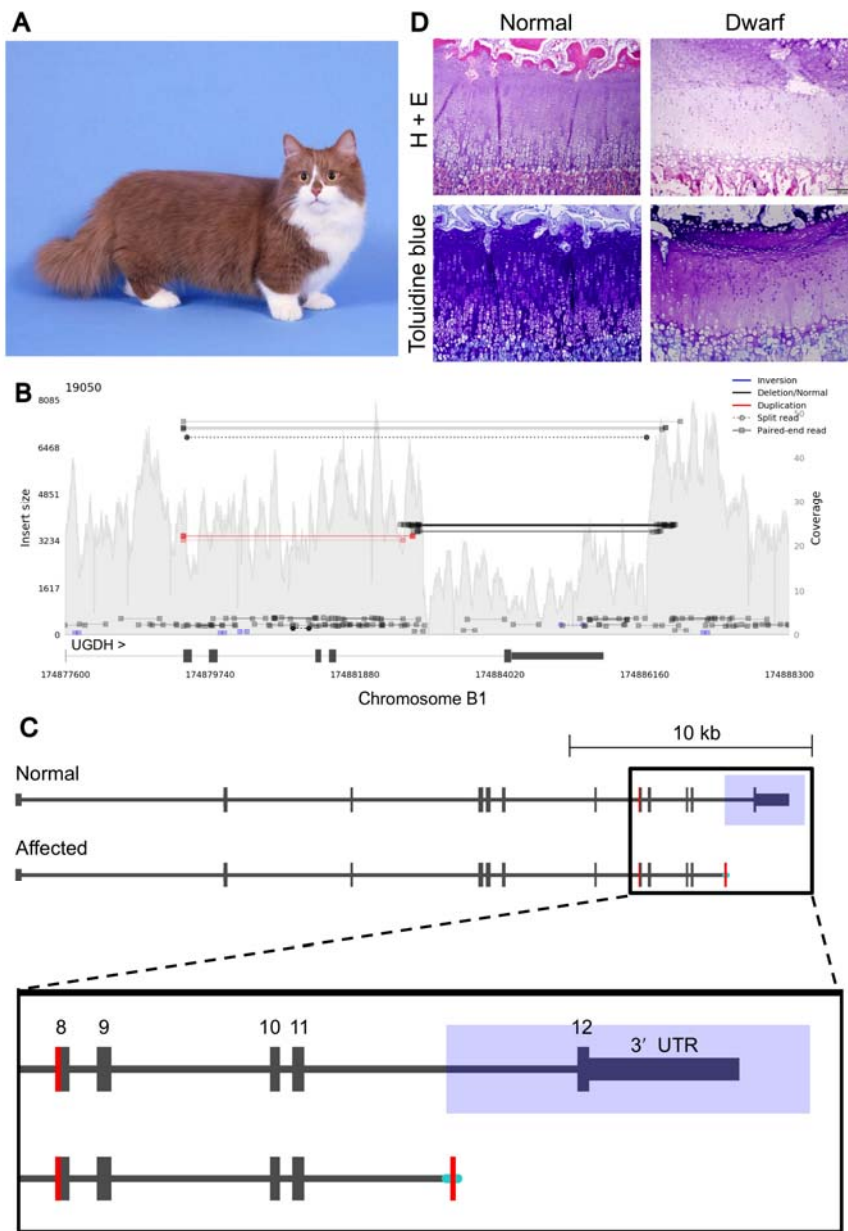 A
D
Normal
Dwarf
H + E
Toluidine blue
B
19050
8085
6468
4851
3234
1617
0
Insert size
50
40
30
20
10
0
Coverage
Inversion
Deletion/Normal
Duplication
Split read
Paired-end read
UGDH >
174877600
174879740
174881880
174884020
174886160
174888300
Chromosome B1
C
10 kb
Normal
Affected
8
9
10
11
12
3′ UTR